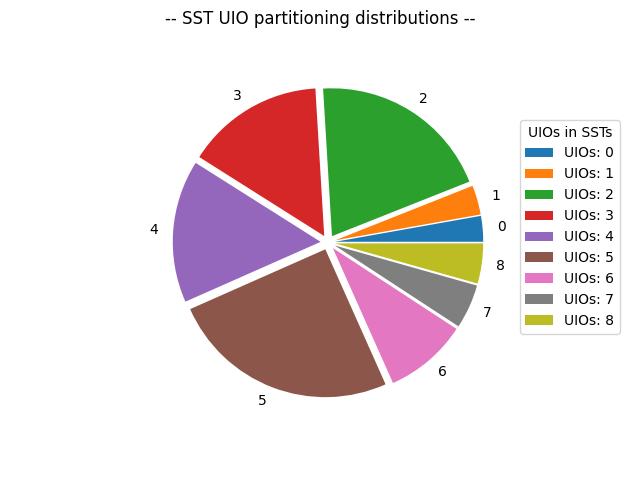 -- SST UIO partitioning distributions --
3
2
1
0
4
8
7
6
5
UIOs in SSTs
UIOs: 0
UIOs: 1
UIOs: 2
UIOs: 3
UIOs: 4
UIOs: 5
UIOs: 6
UIOs: 7
UIOs: 8